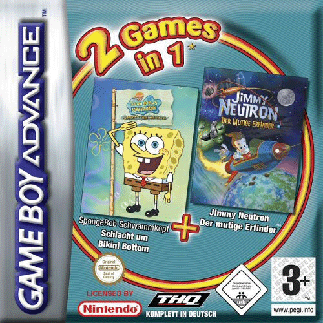 GAME BOY ADVANCE™
2 Games
in 1
JIMMY
NEUTRON
DER MUTIGE ERFINDER
SpongeBob Schwammkopf
Schlacht um
Bikini Bottom
+
Jimmy Neutron
Der mutige Erfinder
LICENSED BY
Nintendo
THQ
KOMPLETT IN DEUTSCH
3+
www.pegi.info